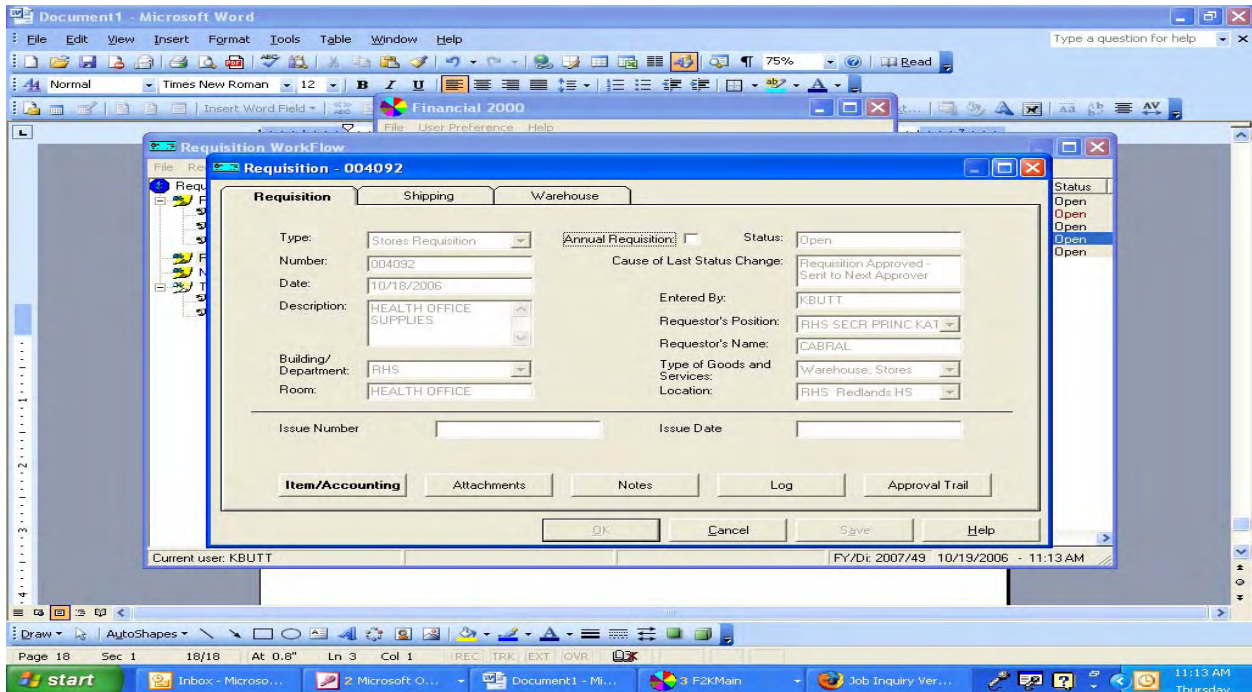 Document1 - Microsoft Word
File Edit View Insert Format Tools Table Window Help Type a question for help
75% Read
Normal Times New Roman 12 B I U
Insert Word Field
Financial 2000
File User Preference Help
Requisition WorkFlow
File
Requisition - 004092
Requisition Shipping Warehouse
Status
Open
Open
Open
Open
Open
Type: Stores Requisition Annual Requisition: Status: Open
Number: 004092 Cause of Last Status Change: Requisition Approved -
Sent to Next Approver
Date: 10/18/2006
Entered By: KBUTT
Description: HEALTH OFFICE
SUPPLIES
Requestor's Position: RHS SECR PRINC KAT
Requestor's Name: CABRAL
Building/
Department: RHS
Type of Goods and
Services: Warehouse, Stores
Room: HEALTH OFFICE Location: RHS Redlands HS
Issue Number Issue Date
Item/Accounting Attachments Notes Log Approval Trail
OK Cancel Save Help
Current user: KBUTT FY/Di: 2007/49 10/19/2006 - 11:13 AM
Draw AutoShapes
Page 18 Sec 1 18/18 At 0.8" Ln 3 Col 1 REC TRK EXT OVR
start Inbox - Microso... 2 Microsoft O... Document1 - Mi... 3 F2KMain Job Inquiry Ver... 11:13 AM
Thursday